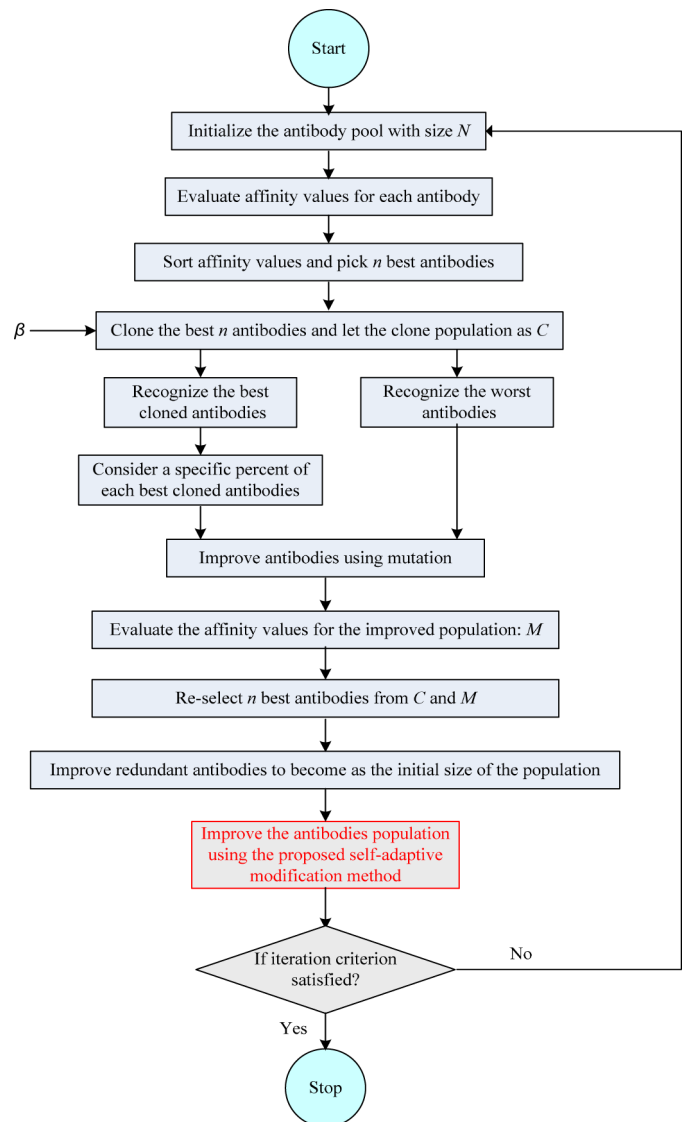 Start
Initialize the antibody pool with size N
Evaluate affinity values for each antibody
Sort affinity values and pick n best antibodies
β
Clone the best n antibodies and let the clone population as C
Recognize the best
cloned antibodies
Recognize the worst
antibodies
Consider a specific percent of
each best cloned antibodies
Improve antibodies using mutation
Evaluate the affinity values for the improved population: M
Re-select n best antibodies from C and M
Improve redundant antibodies to become as the initial size of the population
Improve the antibodies population
using the proposed self-adaptive
modification method
If iteration criterion
satisfied?
No
Yes
Stop